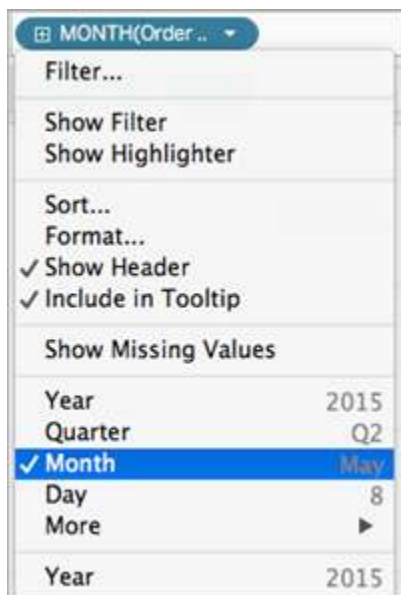 MONTH(Order ..
Filter...
Show Filter
Show Highlighter
Sort...
Format...
✓ Show Header
✓ Include in Tooltip
Show Missing Values
Year 2015
Quarter Q2
✓ Month May
Day 8
More ▶
Year 2015